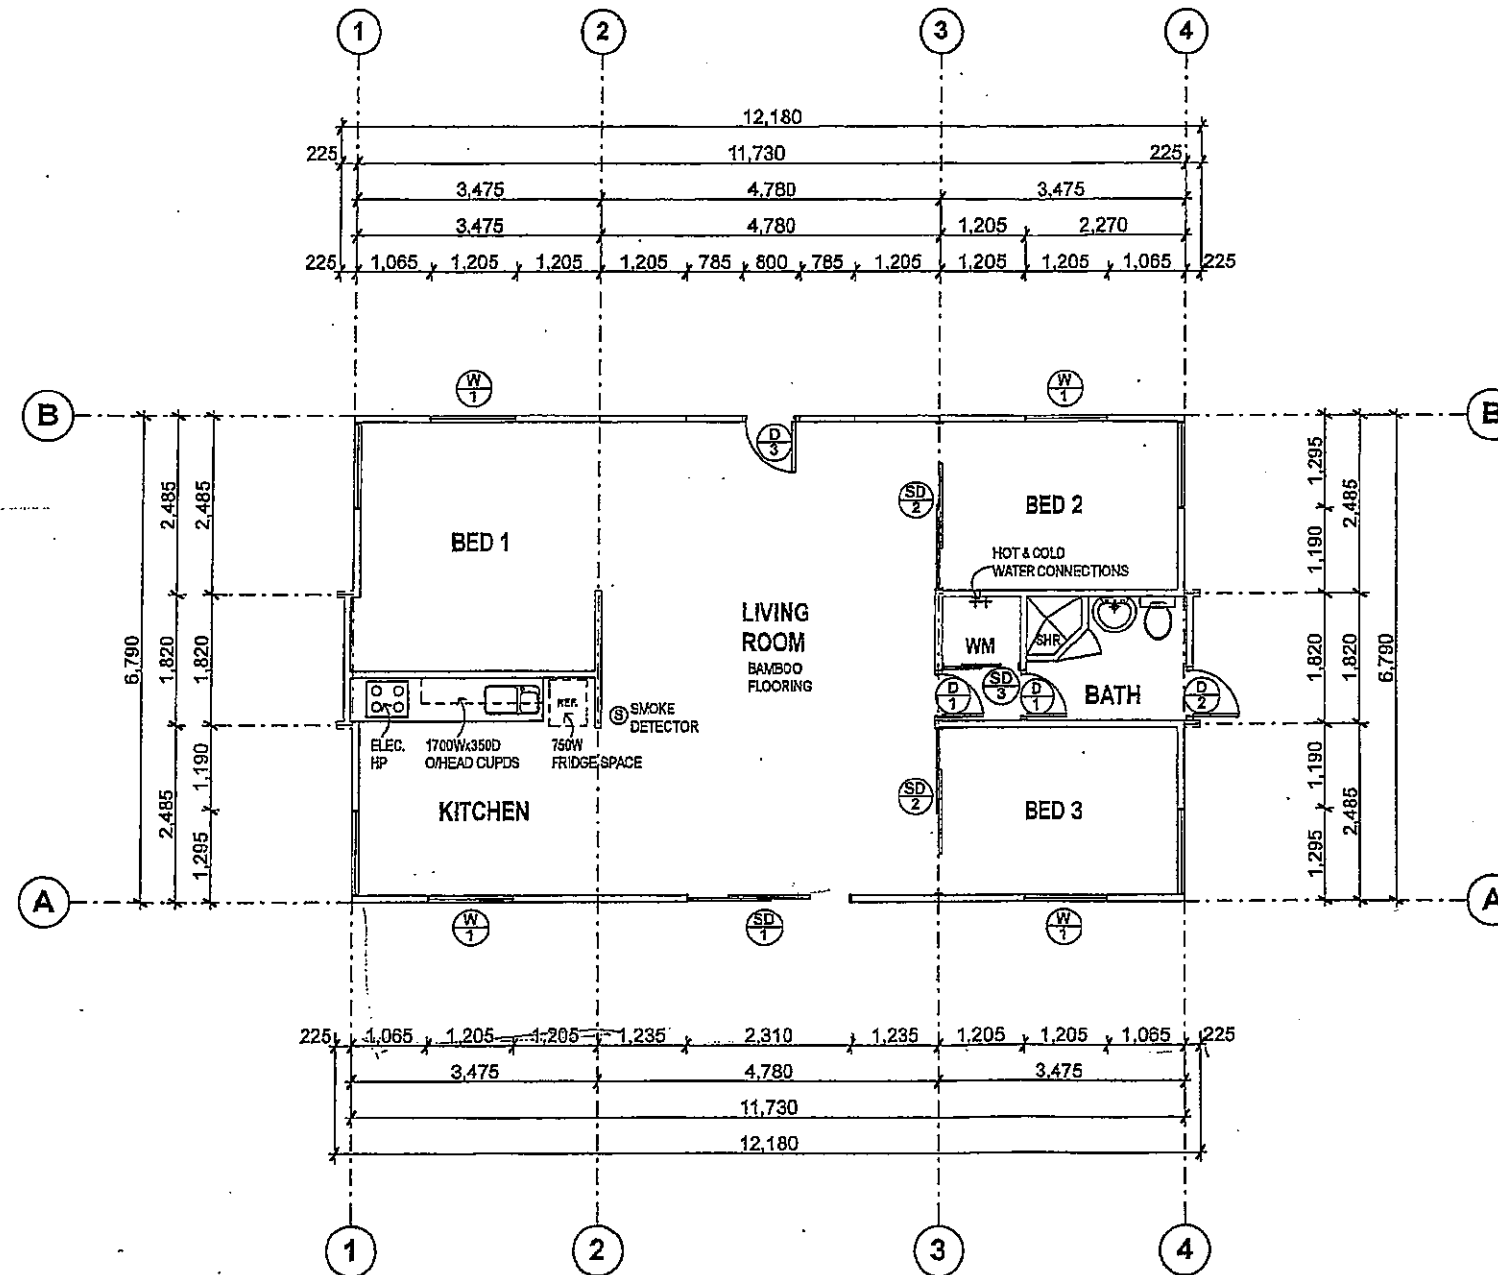 1 2 3 4
12,180
225 11,730 225
3,475 4,780 3,475
3,475 4,780 1,205 2,270
225 1,065 1,205 1,205 1,205 785 800 785 1,205 1,205 1,205 1,065 225
W
1
W
1
B
B
D
3
SD
2
BED 1
BED 2
HOT & COLD
WATER CONNECTIONS
LIVING
ROOM
BAMBOO
FLOORING
WM
SHR
SD
3
D
1
D
1
BATH
D
2
REF.
S
SMOKE
DETECTOR
ELEC.
HP
1700Wx350D
O/HEAD CUPDS
750W
FRIDGE SPACE
KITCHEN
SD
2
BED 3
A
A
W
1
SD
1
W
1
6,790
2,485
1,820
2,485
2,485
1,820
1,190
1,295
1,295
1,190
1,820
1,190
1,295
2,485
1,820
2,485
6,790
225 1,065 1,205 1,205 1,235 2,310 1,235 1,205 1,205 1,065 225
3,475 4,780 3,475
11,730
12,180
1 2 3 4